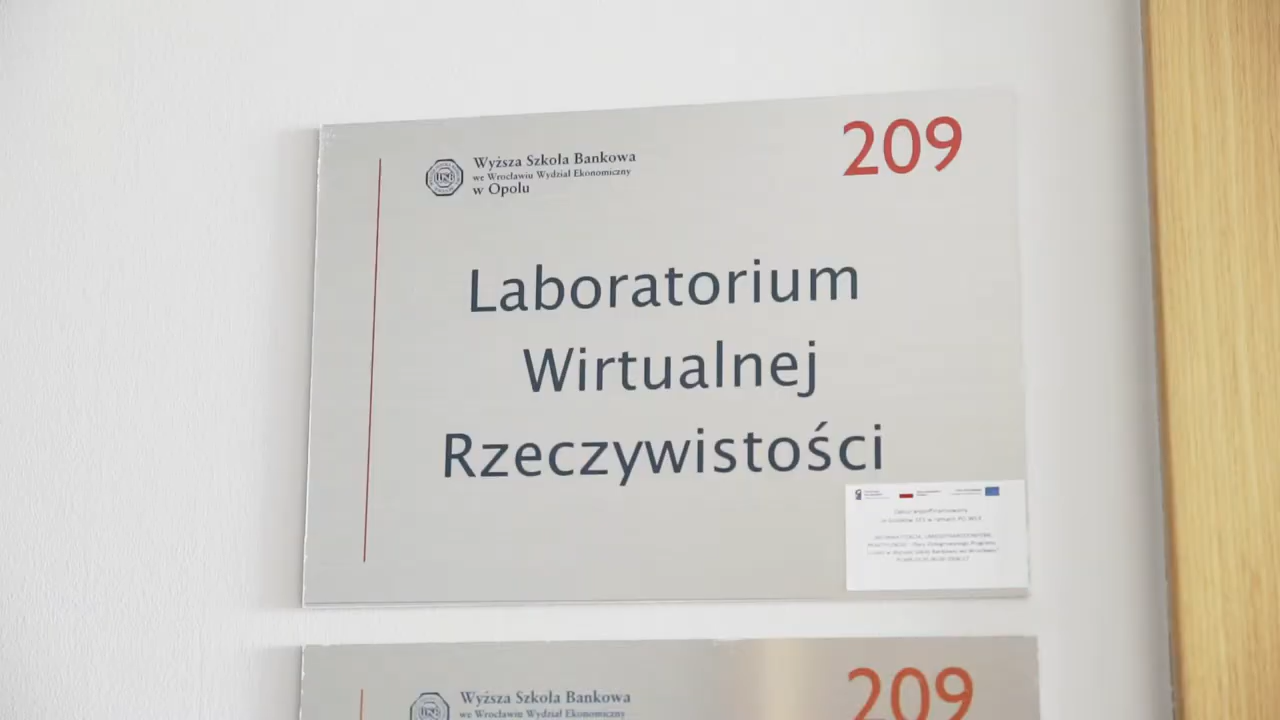 209
Wyższa Szkoła Bankowa
we Wrocławiu Wydział Ekonomiczny
w Opolu
Laboratorium
Wirtualnej
Rzeczywistości
209
Wyższa Szkoła Bankowa
we Wrocławiu Wydział Ekonomiczny